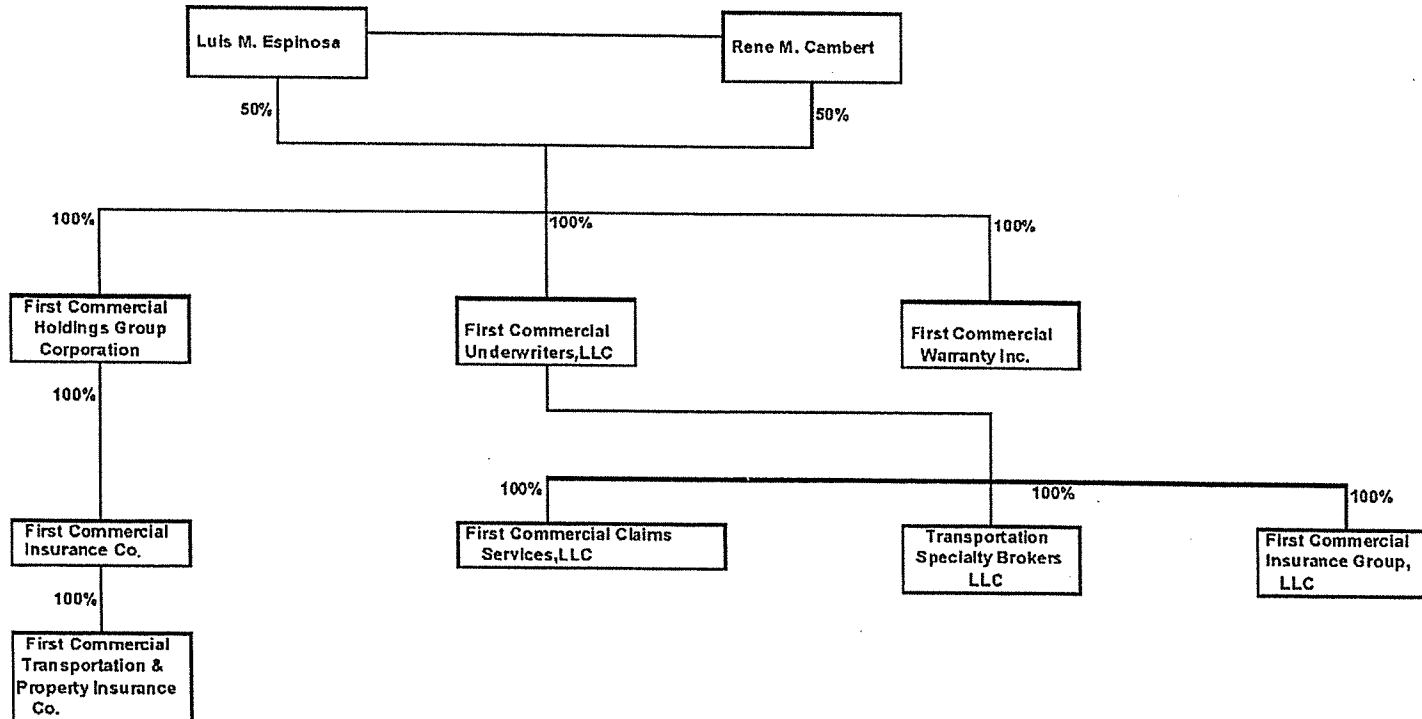 Luis M. Espinosa
Rene M. Cambert
50%
50%
100%
100%
100%
First Commercial
Holdings Group
Corporation
First Commercial
Underwriters,LLC
First Commercial
Warranty Inc.
100%
100%
100%
100%
First Commercial
Insurance Co.
First Commercial Claims
Services,LLC
Transportation
Specialty Brokers
LLC
First Commercial
Insurance Group,
LLC
100%
First Commercial
Transportation &
Property Insurance
Co.